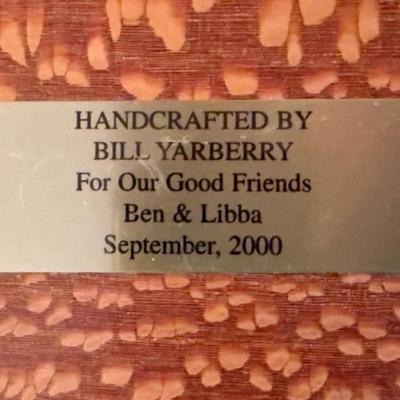 HANDCRAFTED BY
BILL YARBERRY
For Our Good Friends
Ben & Libba
September, 2000